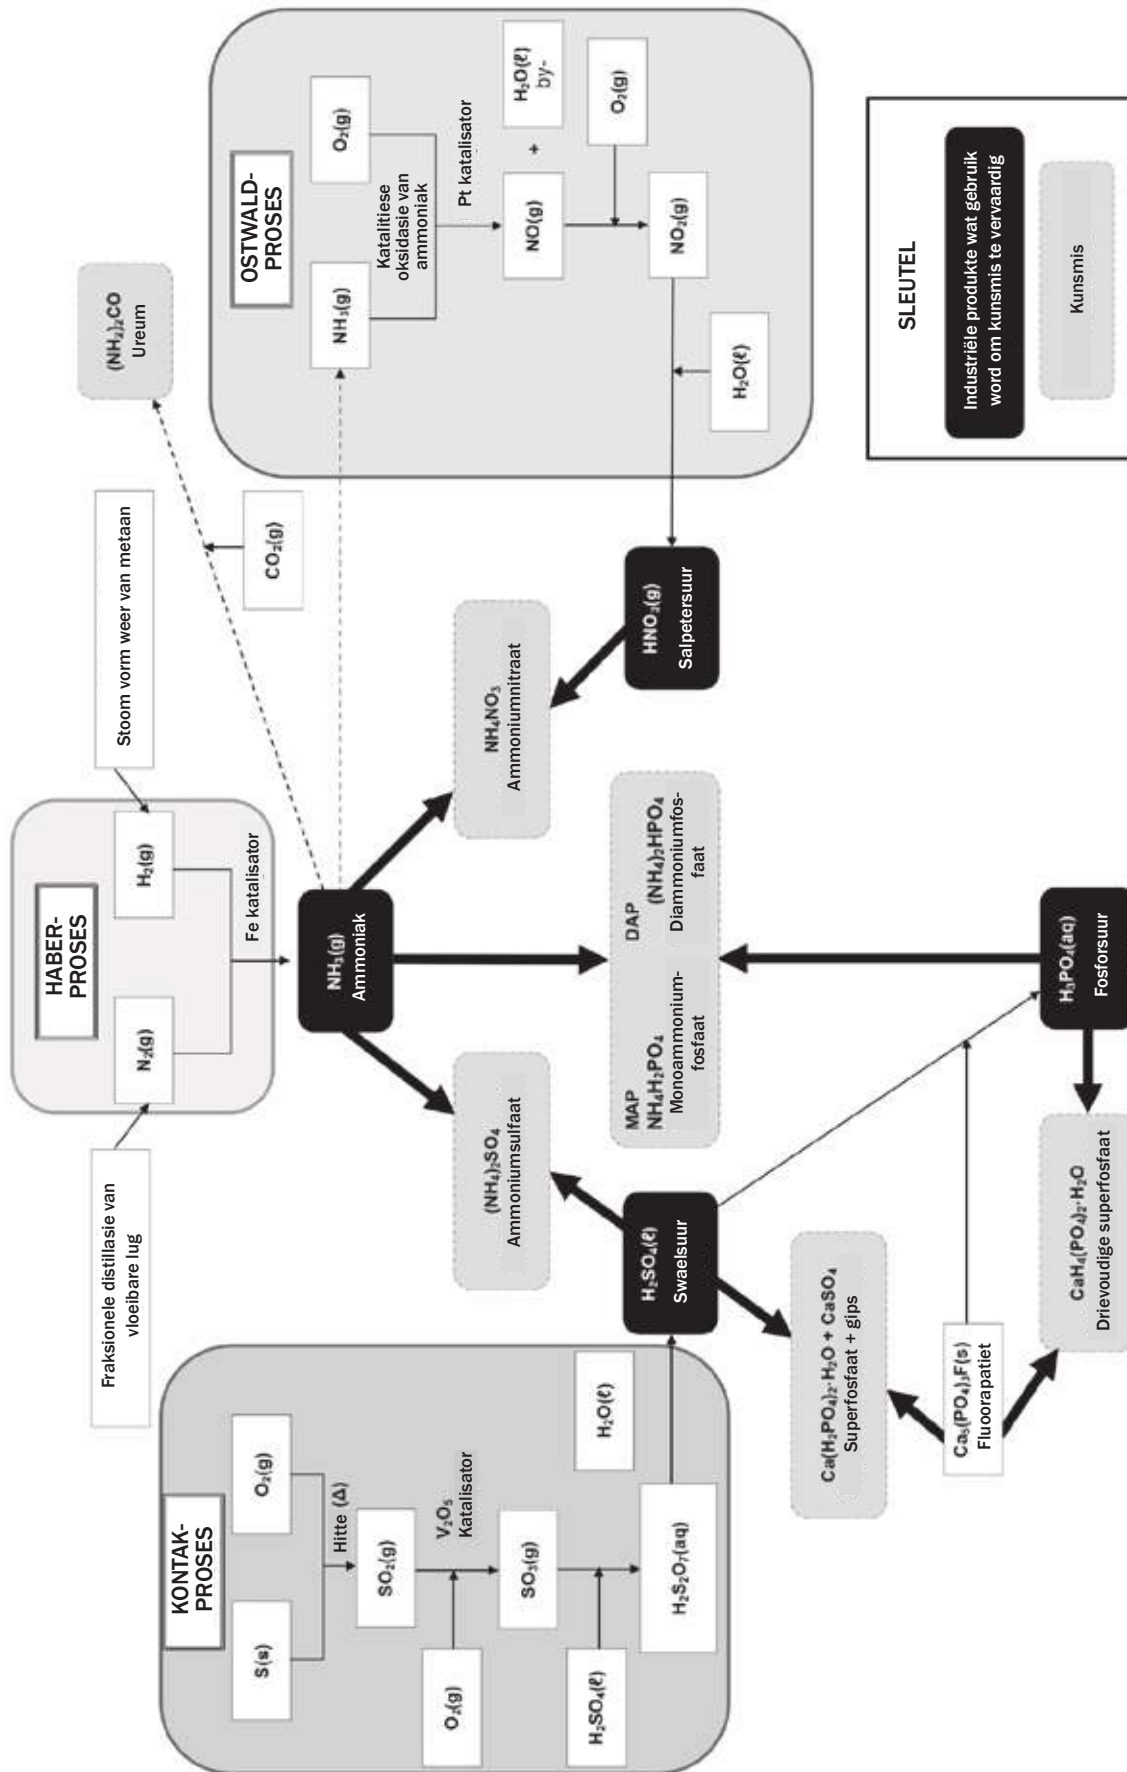 HABER-
PROSES
N₂(g)
H₂(g)
Fe katalisator
Fraksionele distillasie van
vloeibare lug
Stoom vorm weer van metaan
NH₃(g)
Ammoniak
CO₂(g)
(NH₂)₂CO
Ureum
KONTAK-
PROSES
S(s)
O₂(g)
Hitte (Δ)
SO₂(g)
O₂(g)
V₂O₅
Katalisator
SO₃(g)
H₂SO₄(ℓ)
H₂S₂O₇(aq)
H₂O(ℓ)
H₂SO₄(ℓ)
Swaelsuur
(NH₄)₂SO₄
Ammoniumsulfaat
NH₄NO₃
Ammoniumnitraat
MAP
NH₄H₂PO₄
Monoammonium-
fosfaat
DAP
(NH₄)₂HPO₄
Diammoniumfos-
faat
OSTWALD-
PROSES
NH₃(g)
O₂(g)
Katalitiese
oksidasie van
ammoniak
Pt katalisator
NO(g)
+
H₂O(ℓ)
by-
O₂(g)
NO₂(g)
H₂O(ℓ)
HNO₃(g)
Salpetersuur
Ca(H₂PO₄)₂·H₂O + CaSO₄
Superfosfaat + gips
Ca₅(PO₄)₃F(s)
Fluoorapatiet
H₃PO₄(aq)
Fosforsuur
CaH₄(PO₄)₂·H₂O
Drievoudige superfosfaat
SLEUTEL
Industriële produkte wat gebruik
word om kunsmis te vervaardig
Kunsmis